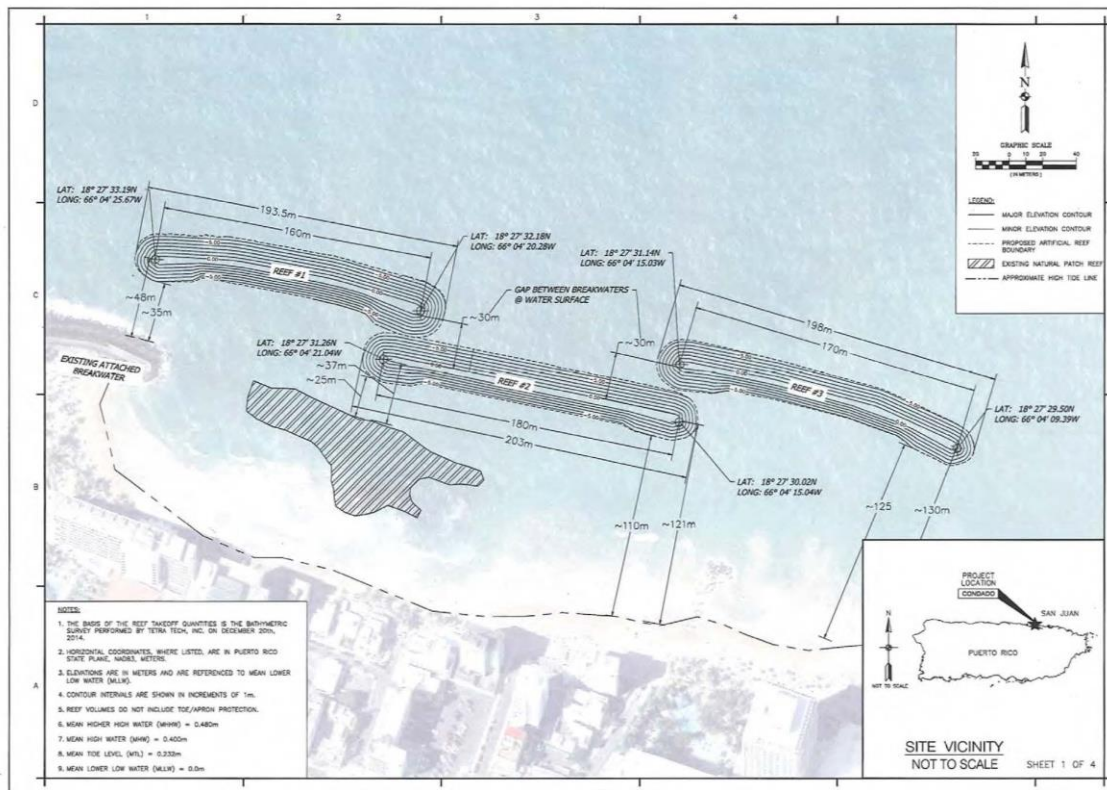 1
2
3
4
D
C
B
A
N
GRAPHIC SCALE
20
0
10
20
40
( IN METERS )
LEGEND:
MAJOR ELEVATION CONTOUR
MINOR ELEVATION CONTOUR
PROPOSED ARTIFICIAL REEF
BOUNDARY
EXISTING NATURAL PATCH REEF
APPROXIMATE HIGH TIDE LINE
LAT: 18° 27' 33.19N
LONG: 66° 04' 25.67W
193.5m
160m
LAT: 18° 27' 32.18N
LONG: 66° 04' 20.28W
LAT: 18° 27' 31.14N
LONG: 66° 04' 15.03W
REEF #1
GAP BETWEEN BREAKWATERS
@ WATER SURFACE
~48m
~35m
~30m
~30m
198m
170m
EXISTING ATTACHED
BREAKWATER
LAT: 18° 27' 31.26N
LONG: 66° 04' 21.04W
~37m
~25m
REEF #2
REEF #3
180m
203m
LAT: 18° 27' 29.50N
LONG: 66° 04' 09.39W
LAT: 18° 27' 30.02N
LONG: 66° 04' 15.04W
~110m
~121m
~125
~130m
NOTES:
1. THE BASIS OF THE REEF TAKEOFF QUANTITIES IS THE BATHYMETRIC
SURVEY PERFORMED BY TETRA TECH, INC. ON DECEMBER 20th,
2014.
2. HORIZONTAL COORDINATES, WHERE LISTED, ARE IN PUERTO RICO
STATE PLANE, NAD83, METERS.
3. ELEVATIONS ARE IN METERS AND ARE REFERENCED TO MEAN LOWER
LOW WATER (MLLW).
4. CONTOUR INTERVALS ARE SHOWN IN INCREMENTS OF 1m.
5. REEF VOLUMES DO NOT INCLUDE TOE/APRON PROTECTION.
6. MEAN HIGHER HIGH WATER (MHHW) = 0.480m
7. MEAN HIGH WATER (MHW) = 0.400m
8. MEAN TIDE LEVEL (MTL) = 0.232m
9. MEAN LOWER LOW WATER (MLLW) = 0.0m
PROJECT
LOCATION
CONDADO
SAN JUAN
N
PUERTO RICO
NOT TO SCALE
SITE VICINITY
NOT TO SCALE
SHEET 1 OF 4